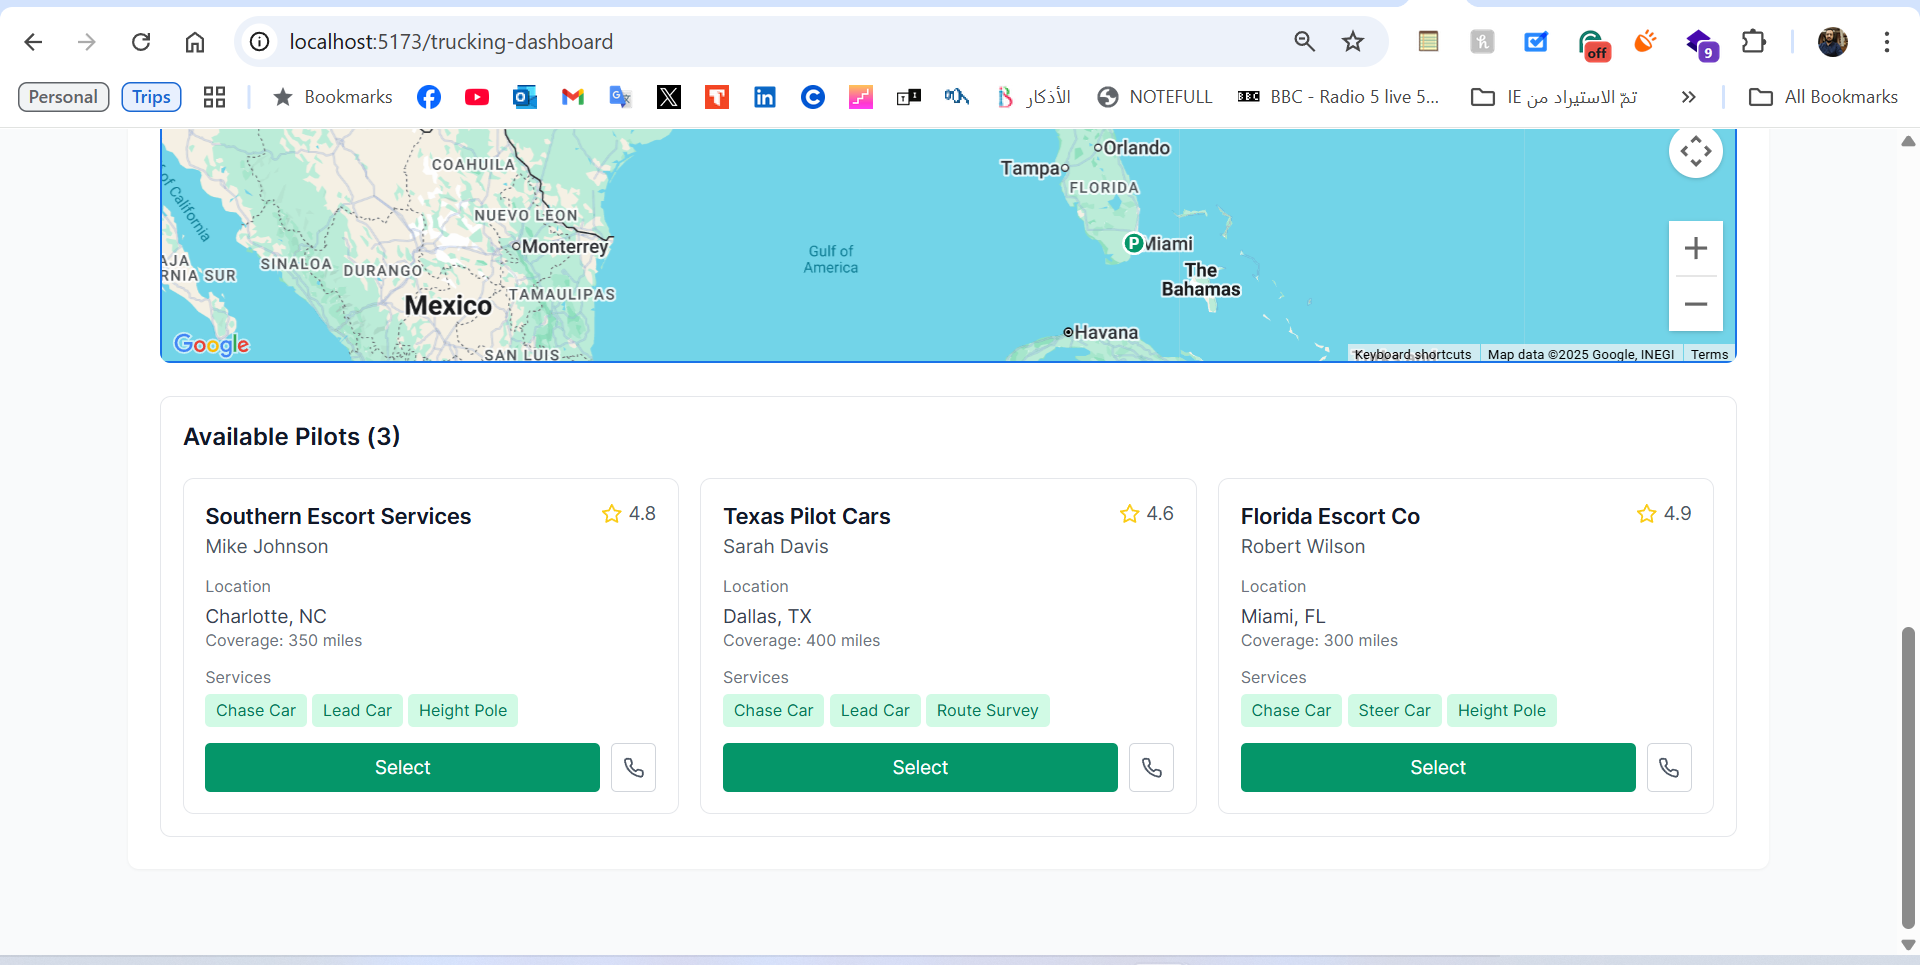 localhost:5173/trucking-dashboard
off
9
Personal
Trips
Bookmarks
الأذكار
NOTEFULL
BBC
BBC - Radio 5 live 5...
تمّ الاستيراد من IE
All Bookmarks
COAHUILA
of California
NUEVO LEON
Monterrey
AJA
RNIA SUR
SINALOA
DURANGO
TAMAULIPAS
Mexico
SAN LUIS
Google
Gulf of
America
Orlando
Tampa
FLORIDA
P
Miami
The
Bahamas
Havana
Keyboard shortcuts
Map data ©2025 Google, INEGI
Terms
Available Pilots (3)
Southern Escort Services
4.8
Mike Johnson
Location
Charlotte, NC
Coverage: 350 miles
Services
Chase Car
Lead Car
Height Pole
Select
Texas Pilot Cars
4.6
Sarah Davis
Location
Dallas, TX
Coverage: 400 miles
Services
Chase Car
Lead Car
Route Survey
Select
Florida Escort Co
4.9
Robert Wilson
Location
Miami, FL
Coverage: 300 miles
Services
Chase Car
Steer Car
Height Pole
Select